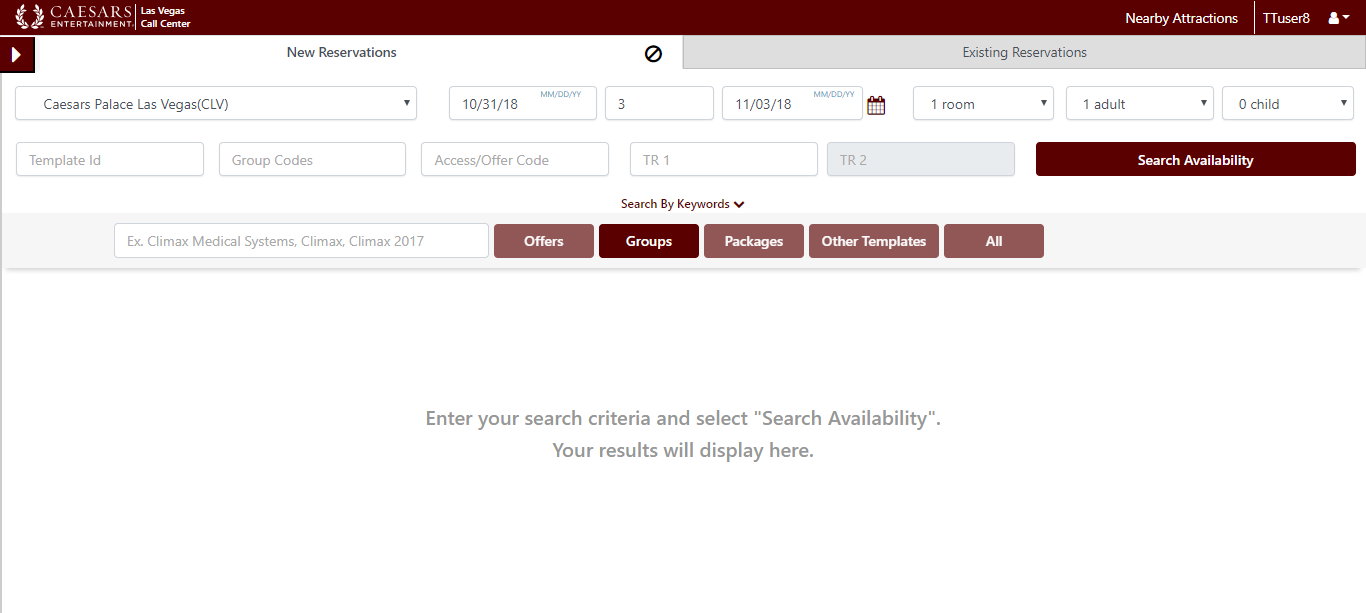 CAESARS
ENTERTAINMENT.
Las Vegas
Call Center
Nearby Attractions
TTuser8
New Reservations
Existing Reservations
Caesars Palace Las Vegas(CLV)
10/31/18
MM/DD/YY
3
11/03/18
MM/DD/YY
1 room
1 adult
0 child
Template Id
Group Codes
Access/Offer Code
TR 1
TR 2
Search Availability
Search By Keywords
Ex. Climax Medical Systems, Climax, Climax 2017
Offers
Groups
Packages
Other Templates
All
Enter your search criteria and select "Search Availability".
Your results will display here.